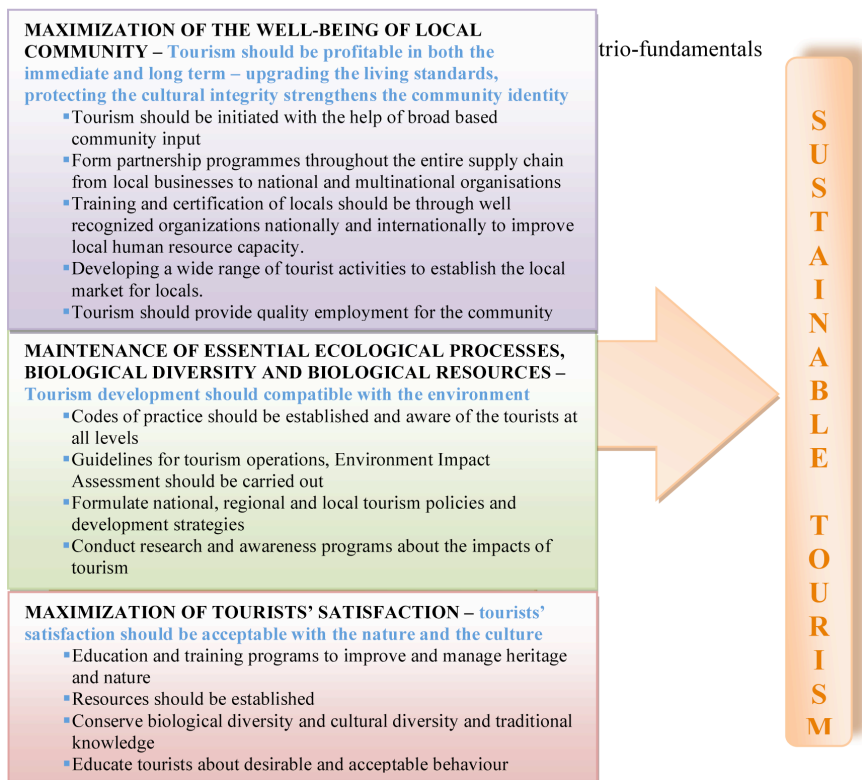 MAXIMIZATION OF THE WELL-BEING OF LOCAL
COMMUNITY – Tourism should be profitable in both the
immediate and long term – upgrading the living standards,
protecting the cultural integrity strengthens the community identity
▪Tourism should be initiated with the help of broad based
community input
▪Form partnership programmes throughout the entire supply chain
from local businesses to national and multinational organisations
▪Training and certification of locals should be through well
recognized organizations nationally and internationally to improve
local human resource capacity.
▪Developing a wide range of tourist activities to establish the local
market for locals.
▪Tourism should provide quality employment for the community
trio-fundamentals
MAINTENANCE OF ESSENTIAL ECOLOGICAL PROCESSES,
BIOLOGICAL DIVERSITY AND BIOLOGICAL RESOURCES –
Tourism development should compatible with the environment
▪Codes of practice should be established and aware of the tourists at
all levels
▪Guidelines for tourism operations, Environment Impact
Assessment should be carried out
▪Formulate national, regional and local tourism policies and
development strategies
▪Conduct research and awareness programs about the impacts of
tourism
MAXIMIZATION OF TOURISTS’ SATISFACTION – tourists’
satisfaction should be acceptable with the nature and the culture
▪Education and training programs to improve and manage heritage
and nature
▪Resources should be established
▪Conserve biological diversity and cultural diversity and traditional
knowledge
▪Educate tourists about desirable and acceptable behaviour
SUSTAINABLE TOURISM